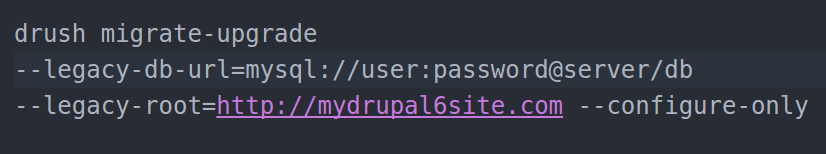 drush migrate-upgrade
--legacy-db-url=mysql://user:password@server/db
--legacy-root=http://mydrupal6site.com --configure-only